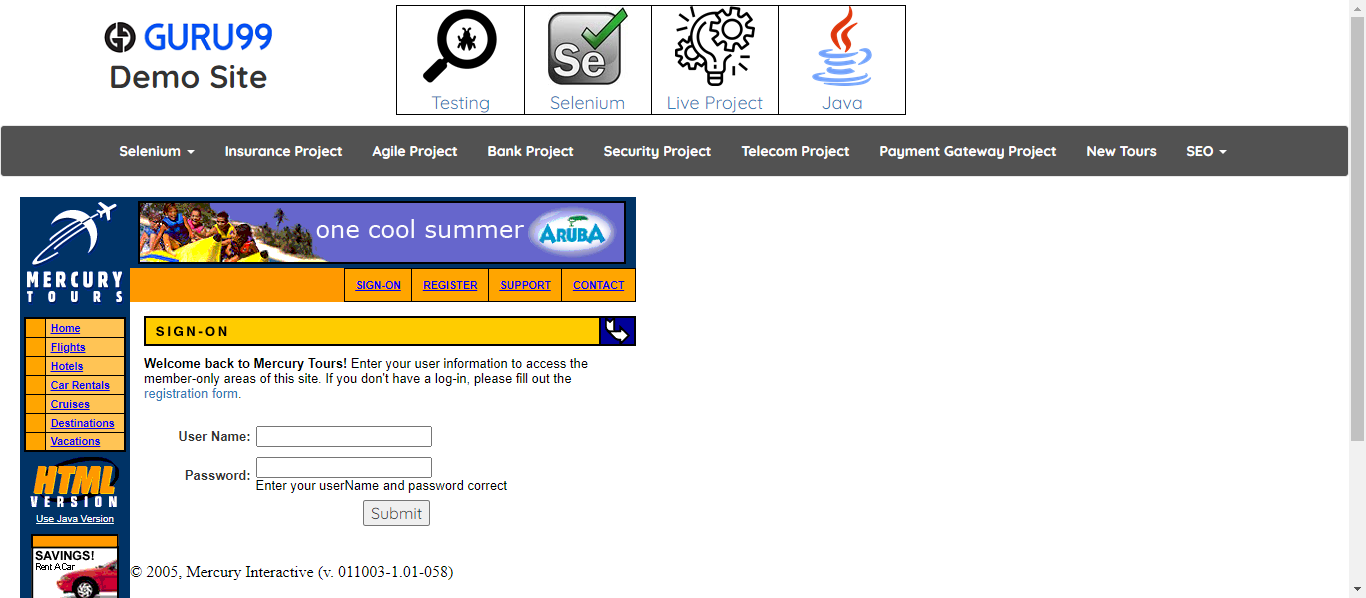 GURU99
Demo Site
Se
Testing
Selenium
Live Project
Java
Selenium
Insurance Project
Agile Project
Bank Project
Security Project
Telecom Project
Payment Gateway Project
New Tours
SEO
MERCURY
TOURS
one cool summer
ARUBA
SIGN-ON
REGISTER
SUPPORT
CONTACT
Home
Flights
Hotels
Car Rentals
Cruises
Destinations
Vacations
HTML
VERSION
Use Java Version
SAVINGS!
Rent A Car
SIGN-ON
Welcome back to Mercury Tours! Enter your user information to access the
member-only areas of this site. If you don't have a log-in, please fill out the
registration form.
User Name:
Password:
Enter your userName and password correct
Submit
© 2005, Mercury Interactive (v. 011003-1.01-058)